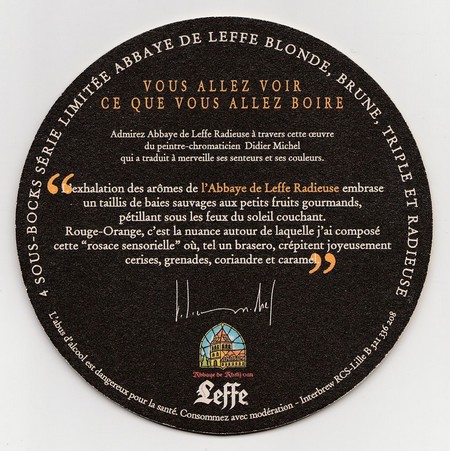 4 SOUS-BOCKS SÉRIE LIMITÉE ABBAYE DE LEFFE BLONDE, BRUNE, TRIPLE ET RADIEUSE
VOUS ALLEZ VOIR
CE QUE VOUS ALLEZ BOIRE
Admirez Abbaye de Leffe Radieuse à travers cette œuvre
du peintre-chromaticien Didier Michel
qui a traduit à merveille ses senteurs et ses couleurs.
“L'exhalation des arômes de l'Abbaye de Leffe Radieuse embrase
un taillis de baies sauvages aux petits fruits gourmands,
pétillant sous les feux du soleil couchant.
Rouge-Orange, c'est la nuance autour de laquelle j'ai composé
cette “rosace sensorielle” où, tel un brasero, crépitent joyeusement
cerises, grenades, coriandre et caramel.”
Abbaye de Abdij van
Leffe
L'abus d'alcool est dangereux pour la santé. Consommez avec modération - Interbrew RCS-Lille B 321 336 208